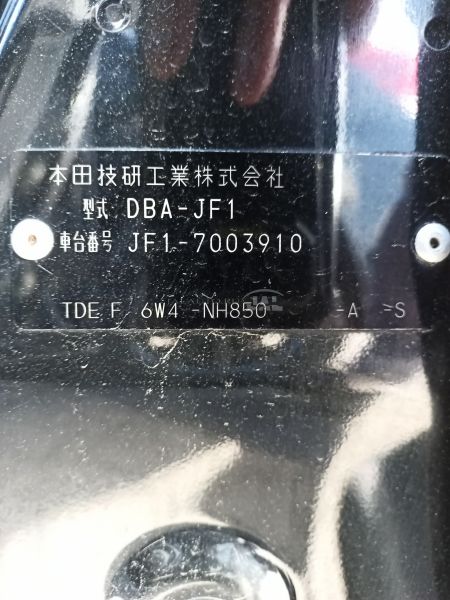 本田技研工業株式会社
型式 DBA-JF1
車台番号 JF1-7003910
TDE F 6W4 -NH850 -A -S